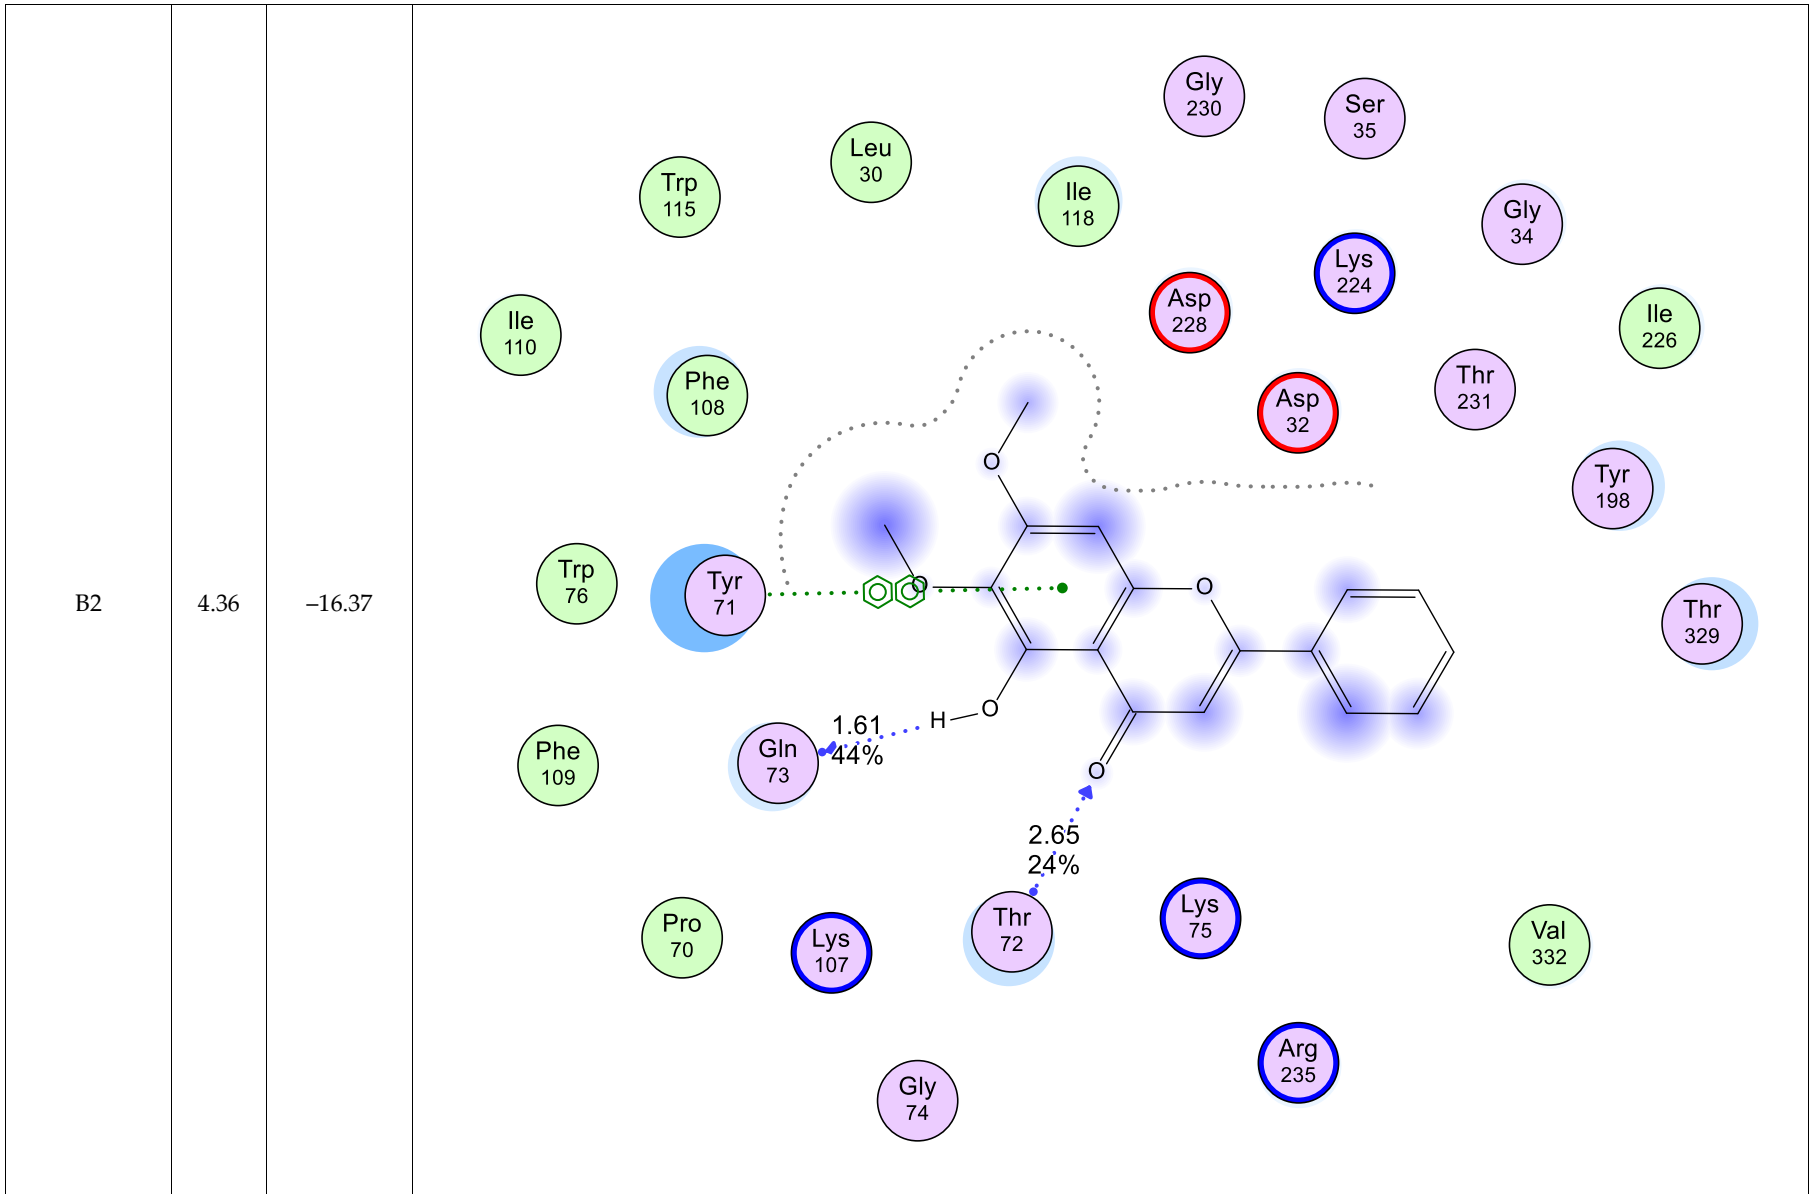 Gly
230
Ser
35
Leu
30
Trp
115
Ile
118
Gly
34
Lys
224
Asp
228
Ile
110
Ile
226
Phe
108
Thr
231
Asp
32
O
Tyr
198
B2
4.36
−16.37
Trp
76
Tyr
71
O
O
Thr
329
H
O
1.61
44%
Gln
73
Phe
109
O
2.65
24%
Thr
72
Lys
75
Pro
70
Lys
107
Val
332
Arg
235
Gly
74